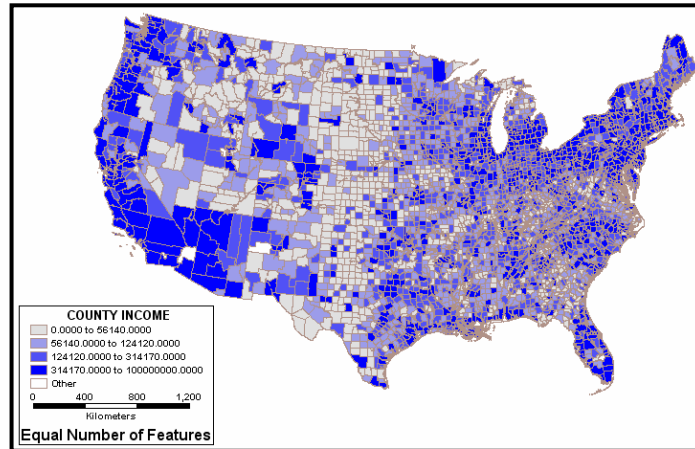 COUNTY INCOME
0.0000 to 56140.0000
56140.0000 to 124120.0000
124120.0000 to 314170.0000
314170.0000 to 100000000.0000
Other
0 400 800 1,200
Kilometers
Equal Number of Features